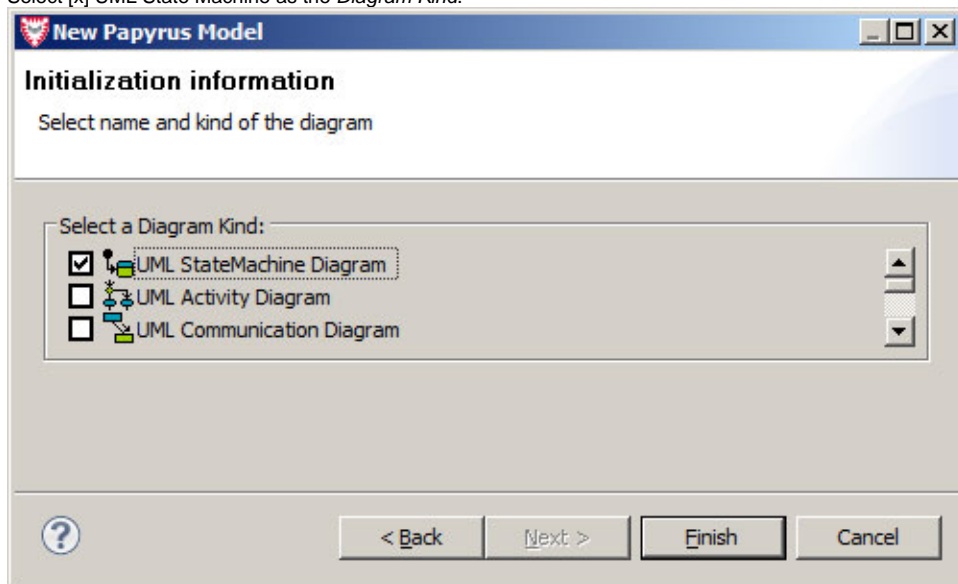 Select [x] UML State Machine as the Diagram Kind.
New Papyrus Model
Initialization information
Select name and kind of the diagram
Select a Diagram Kind:
UML StateMachine Diagram
UML Activity Diagram
UML Communication Diagram
?
< Back
Next >
Finish
Cancel